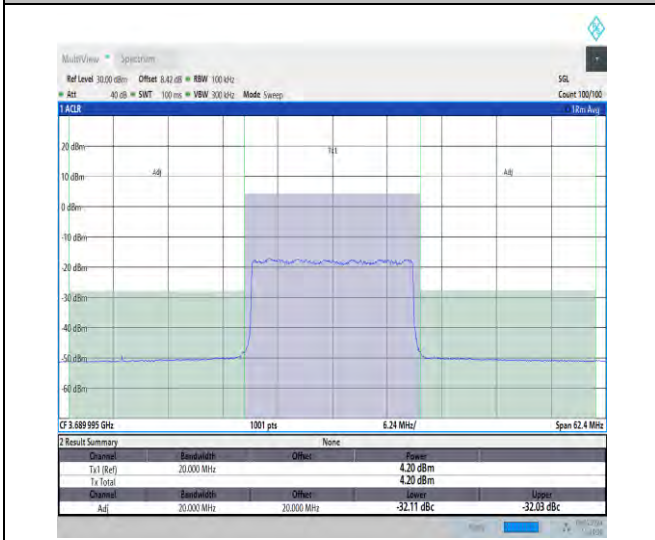 MultiView Spectrum
Ref Level 30.00 dBm Offset 8.42 dB RBW 100 kHz SGL
Att 40 dB SWT 100 ms VBW 300 kHz Mode Sweep Count 100/100
1 ACLR 1Rm Avg
20 dBm
Tx1
Adj Adj
10 dBm
0 dBm
-10 dBm
-20 dBm
-30 dBm
-40 dBm
-50 dBm
-60 dBm
CF 3.689 995 GHz 1001 pts 6.24 MHz/ Span 62.4 MHz
2 Result Summary None
Channel Bandwidth Offset Power
Tx1 (Ref) 20.000 MHz 4.20 dBm
Tx Total 4.20 dBm
Channel Bandwidth Offset Lower Upper
Adj 20.000 MHz 20.000 MHz -32.11 dBc -32.03 dBc